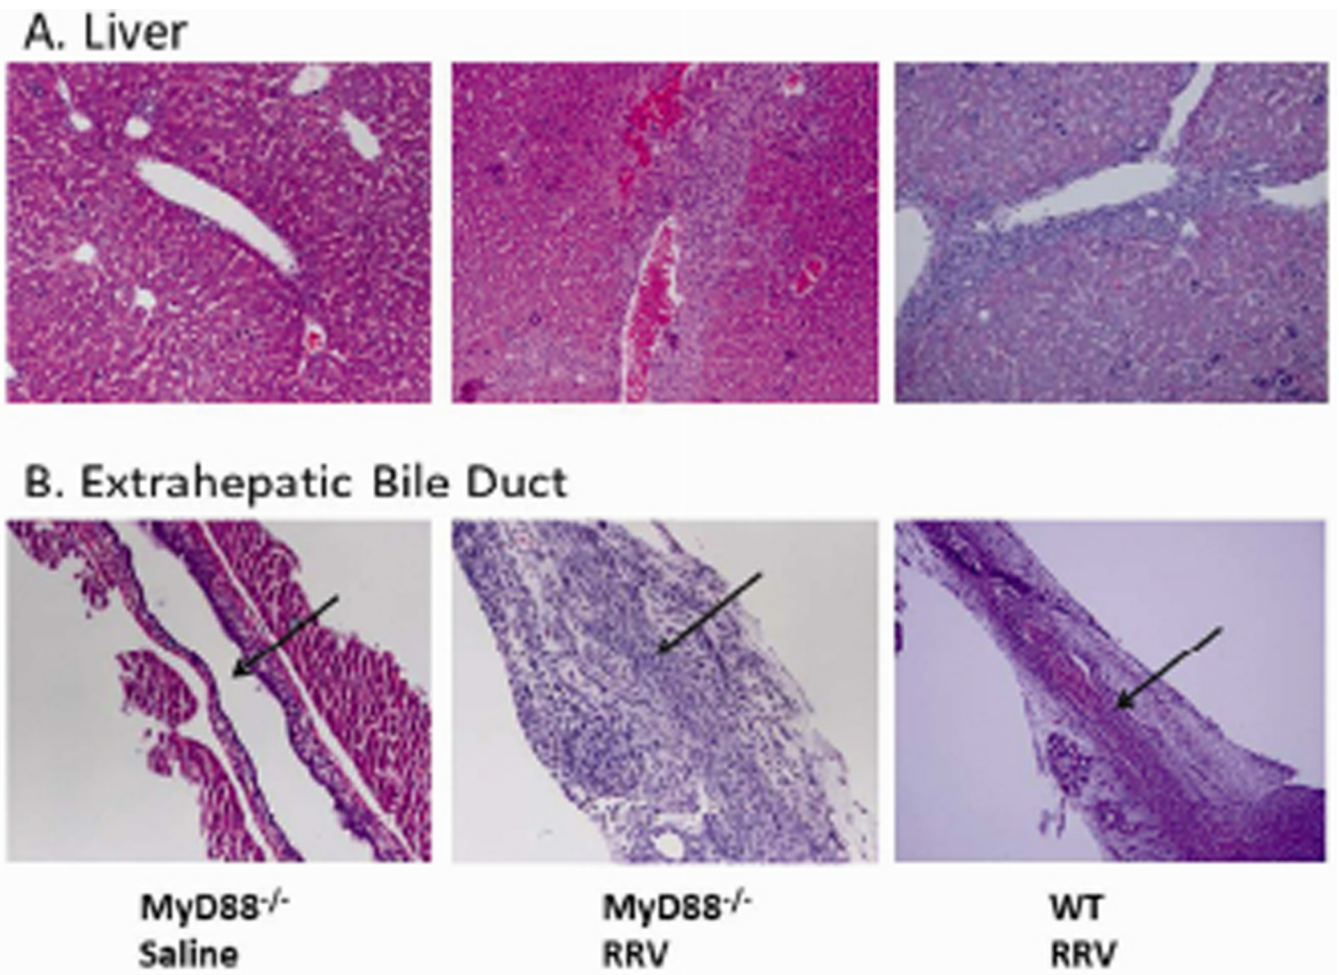 A. Liver
B. Extrahepatic Bile Duct
MyD88-/- MyD88-/- WT
Saline RRV RRV